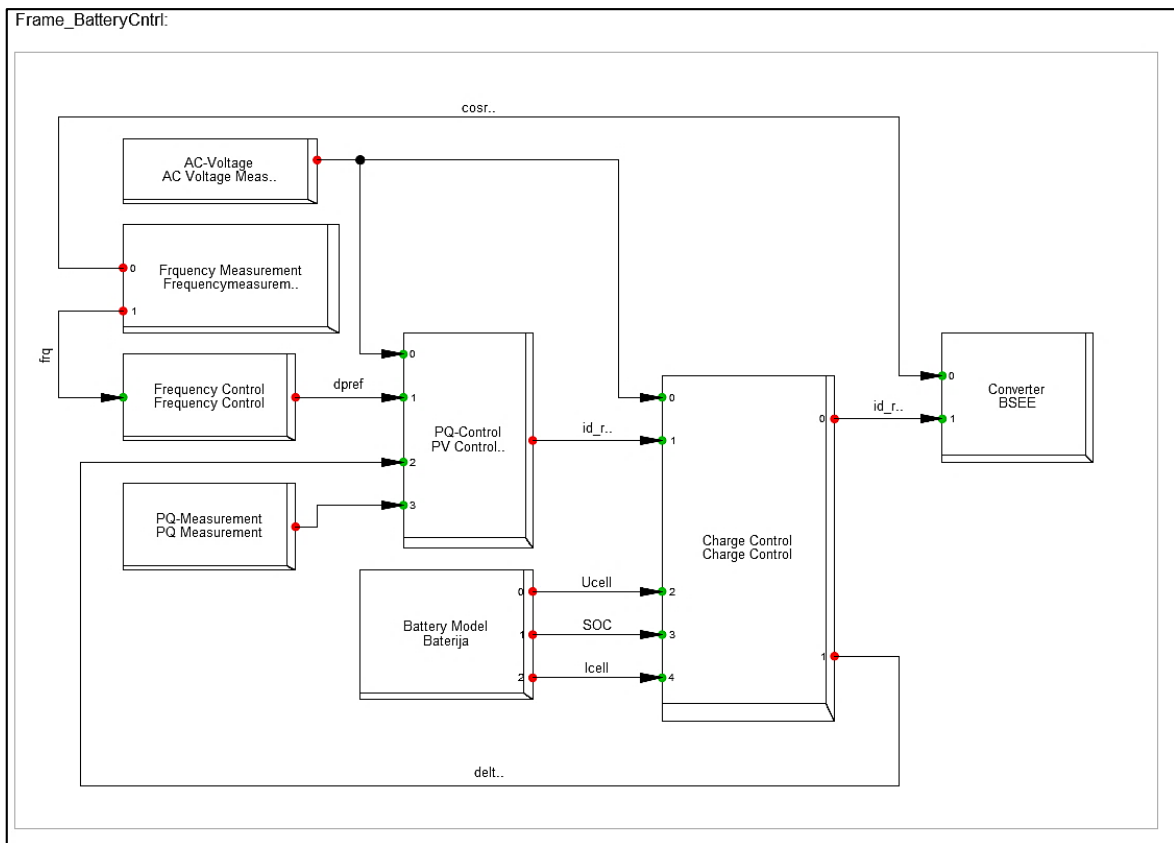 Frame_BatteryCntrl:
cosr..
AC-Voltage
AC Voltage Meas..
Frquency Measurement
Frequencymeasurem..
0
1
frq
Frequency Control
Frequency Control
dpref
PQ-Measurement
PQ Measurement
0
1
2
3
PQ-Control
PV Control..
id_r..
Battery Model
Baterija
0
1
2
Ucell
SOC
Icell
0
1
2
3
4
Charge Control
Charge Control
0
1
id_r..
0
1
Converter
BSEE
delt..